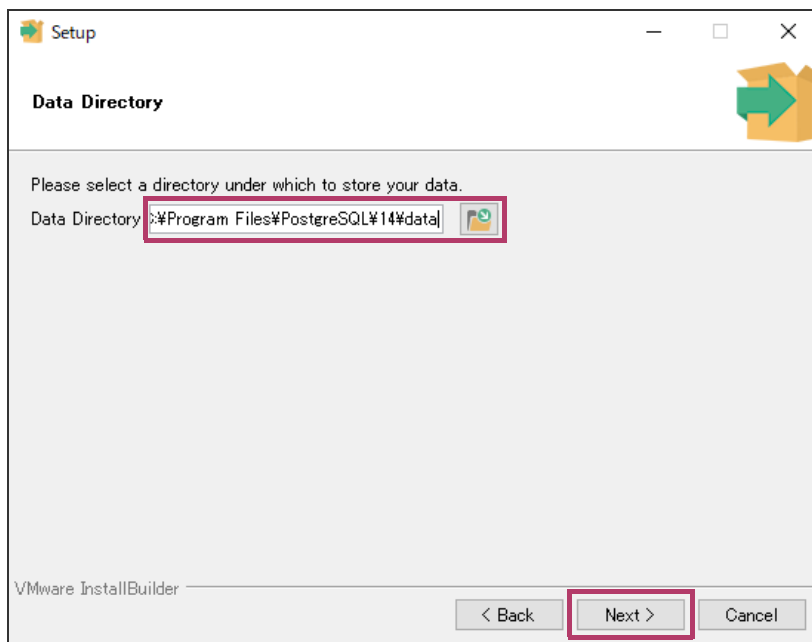 Setup
Data Directory
Please select a directory under which to store your data.
Data Directory :¥Program Files¥PostgreSQL¥14¥data
VMware InstallBuilder
< Back Next > Cancel